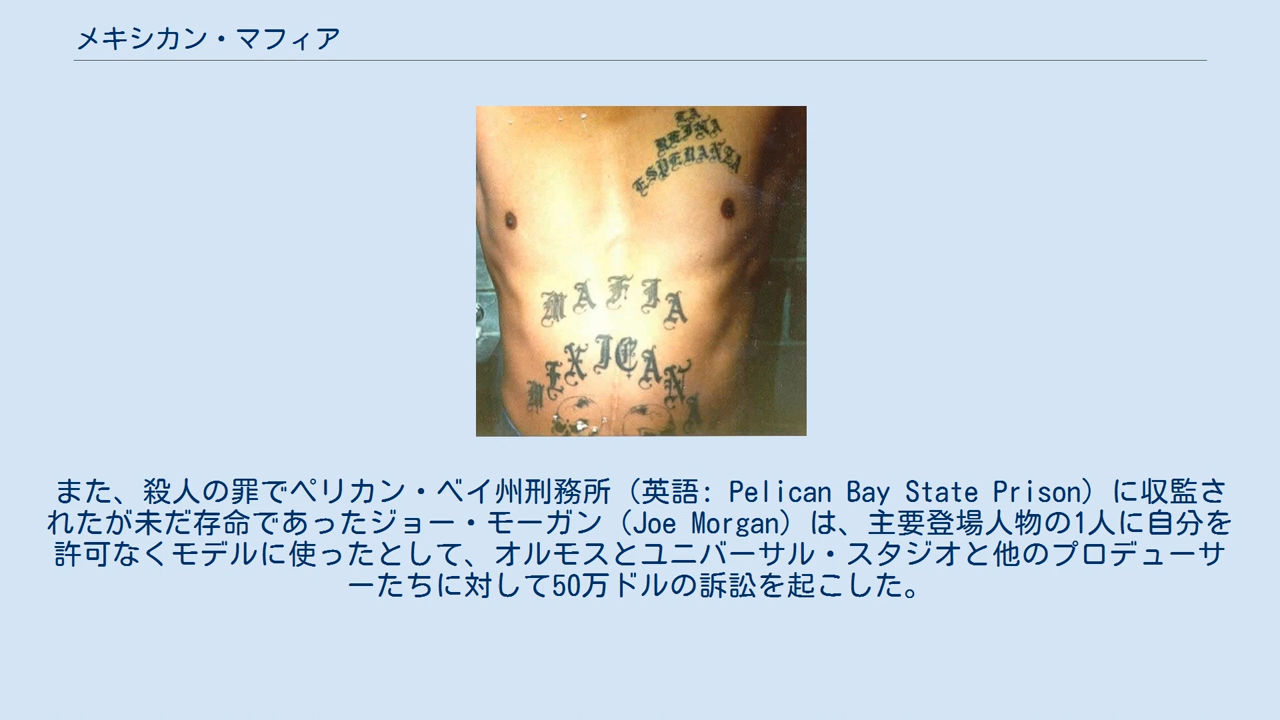 メキシカン・マフィア
LA
REINA
ESPERANZA
MAFIA
MEXICANA
また、殺人の罪でペリカン・ベイ州刑務所（英語: Pelican Bay State Prison）に収監さ
れたが未だ存命であったジョー・モーガン（Joe Morgan）は、主要登場人物の1人に自分を
許可なくモデルに使ったとして、オルモスとユニバーサル・スタジオと他のプロデューサ
ーたちに対して50万ドルの訴訟を起こした。